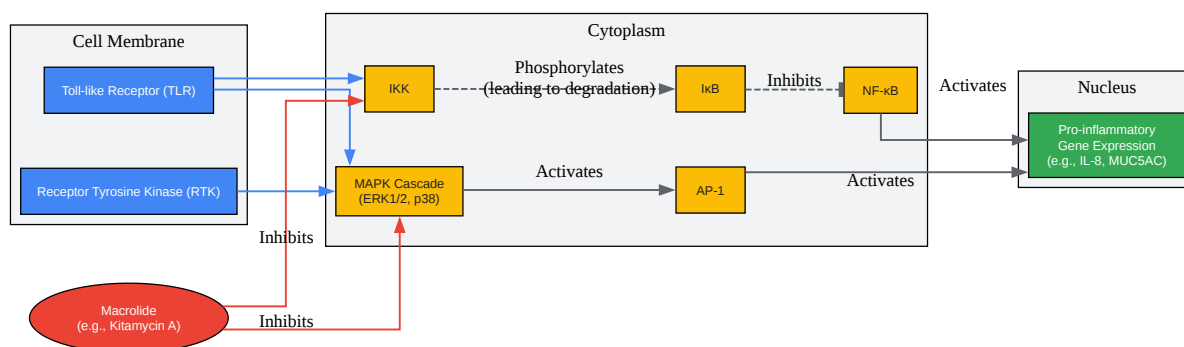 Cell Membrane
Toll-like Receptor (TLR)
Receptor Tyrosine Kinase (RTK)
Cytoplasm
IKK
Phosphorylates
(leading to degradation)
IκB
Inhibits
NF-κB
MAPK Cascade
(ERK1/2, p38)
Activates
AP-1
Activates
Activates
Nucleus
Pro-inflammatory
Gene Expression
(e.g., IL-8, MUC5AC)
Inhibits
Macrolide
(e.g., Kitamycin A)
Inhibits